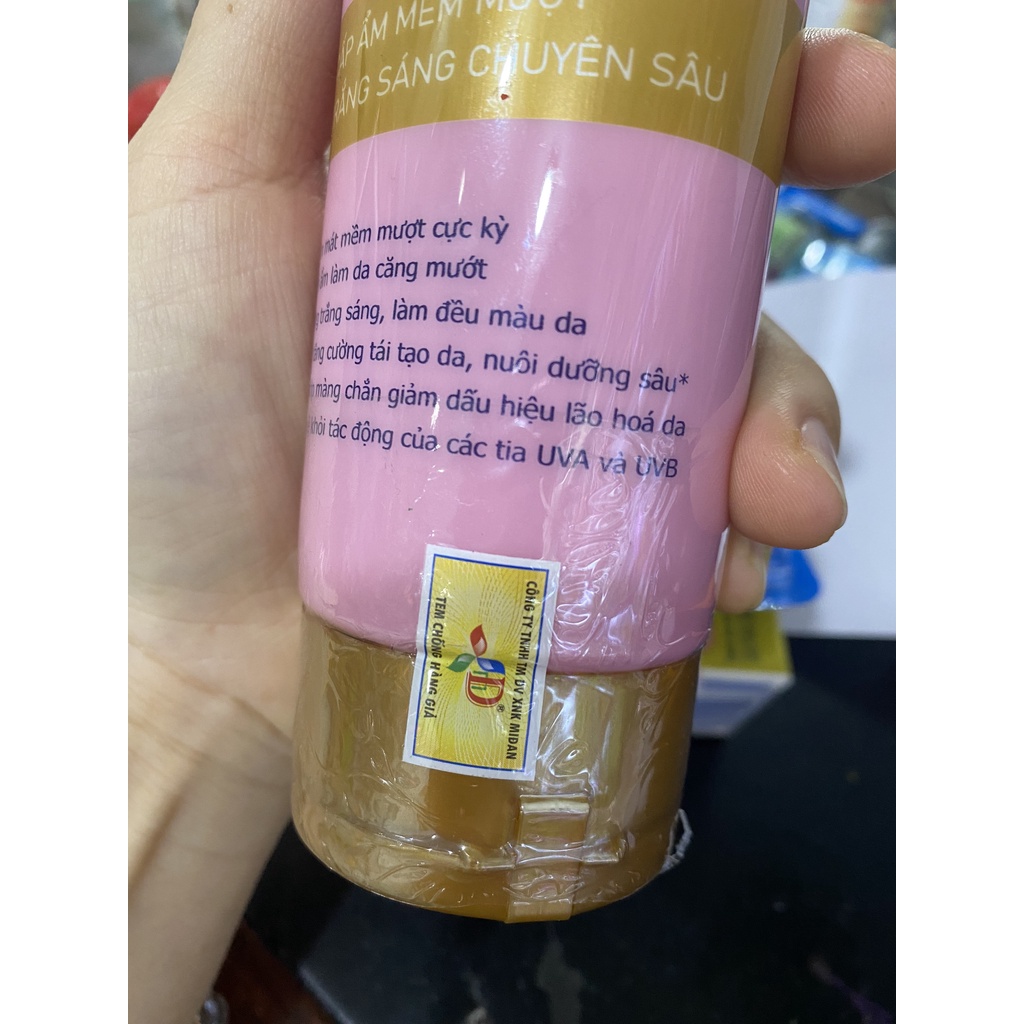 ẤP ẨM MỀM MƯỢT
SÁNG CHUYÊN SÂU
mát mềm mượt cực kỳ
làm da căng mướt
trắng sáng, làm đều màu da
cường tái tạo da, nuôi dưỡng sâu*
màng chắn giảm dấu hiệu lão hoá da
khỏi tác động của các tia UVA và UVB
CÔNG TY TNHH TM DV XNK MIDAN
D®
TEM CHỐNG HÀNG GIẢ